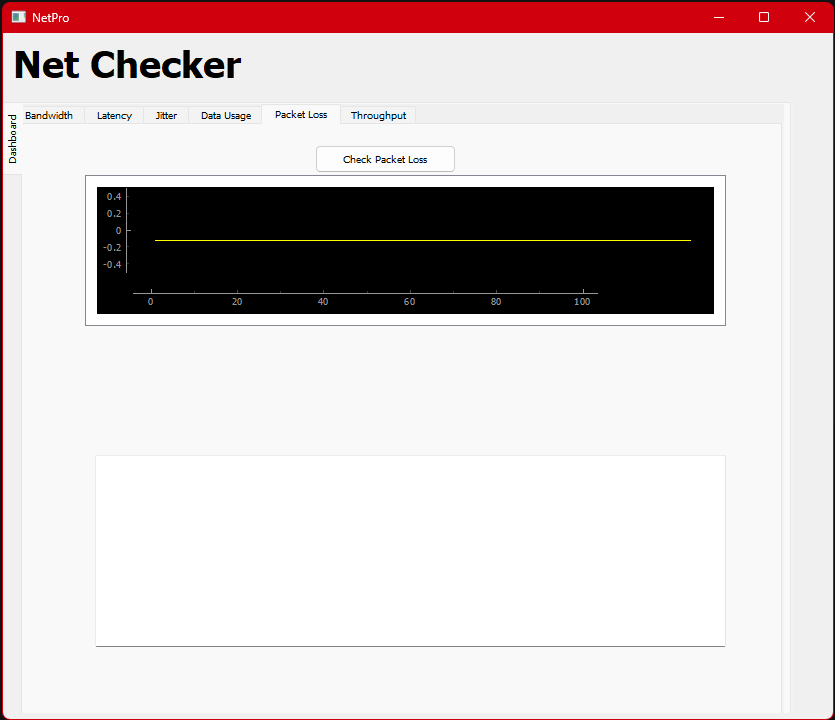 NetPro
Net Checker
Dashboard
Bandwidth Latency Jitter Data Usage Packet Loss Throughput
Check Packet Loss
0.4
0.2
0
-0.2
-0.4
0 20 40 60 80 100